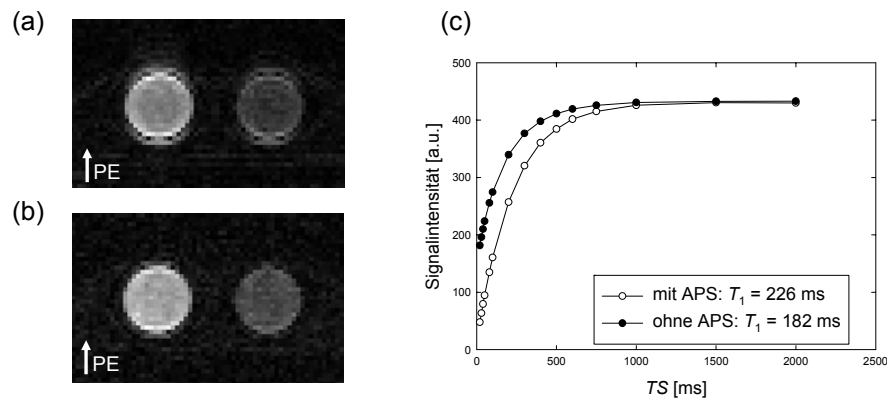 (a)
PE
(b)
PE
(c)
Signalintensität [a.u.]
500
400
300
200
100
0
0 500 1000 1500 2000 2500
TS [ms]
mit APS: T1 = 226 ms
ohne APS: T1 = 182 ms